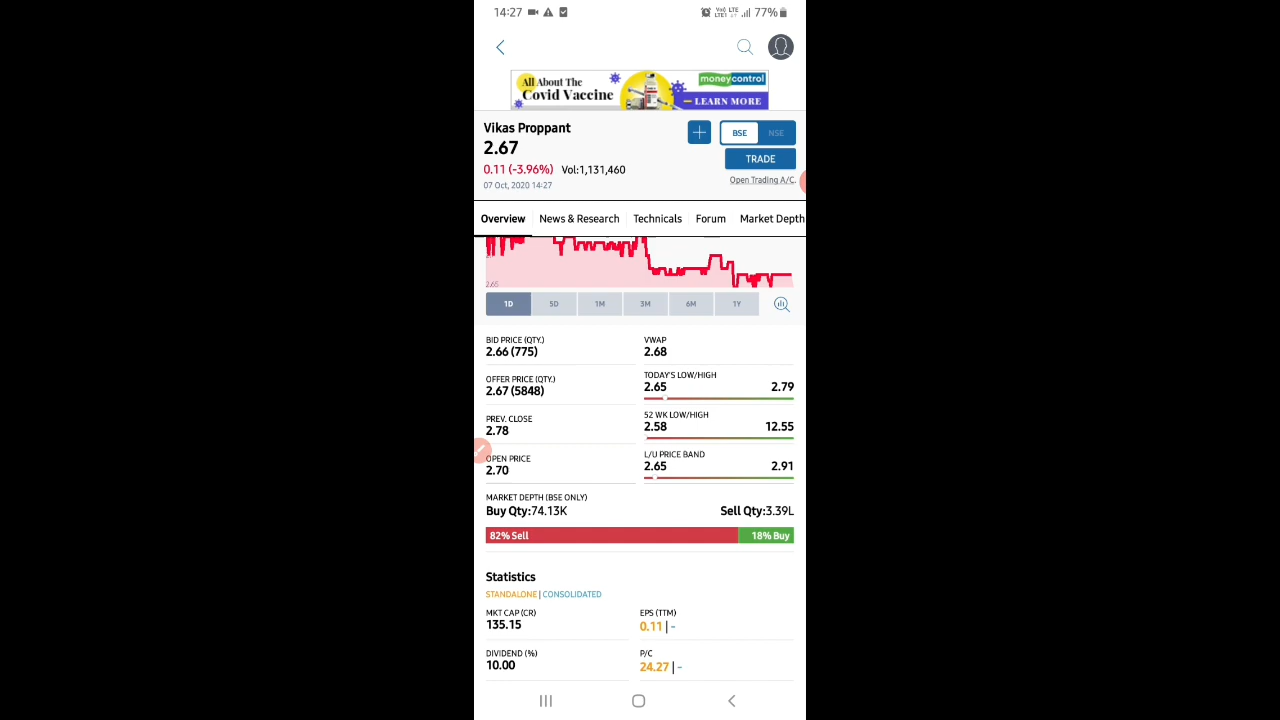 14:27 77%
All About The
Covid Vaccine
moneycontrol
LEARN MORE
Vikas Proppant
2.67
0.11 (-3.96%) Vol:1,131,460
07 Oct, 2020 14:27
BSE NSE
TRADE
Open Trading A/C.
Overview News & Research Technicals Forum Market Depth
2.65
1D 5D 1M 3M 6M 1Y
BID PRICE (QTY.) VWAP
2.66 (775) 2.68
OFFER PRICE (QTY.) TODAY'S LOW/HIGH
2.67 (5848) 2.65 2.79
PREV. CLOSE 52 WK LOW/HIGH
2.78 2.58 12.55
OPEN PRICE L/U PRICE BAND
2.70 2.65 2.91
MARKET DEPTH (BSE ONLY)
Buy Qty:74.13K Sell Qty:3.39L
82% Sell 18% Buy
Statistics
STANDALONE | CONSOLIDATED
MKT CAP (CR) EPS (TTM)
135.15 0.11 | -
DIVIDEND (%) P/C
10.00 24.27 | -